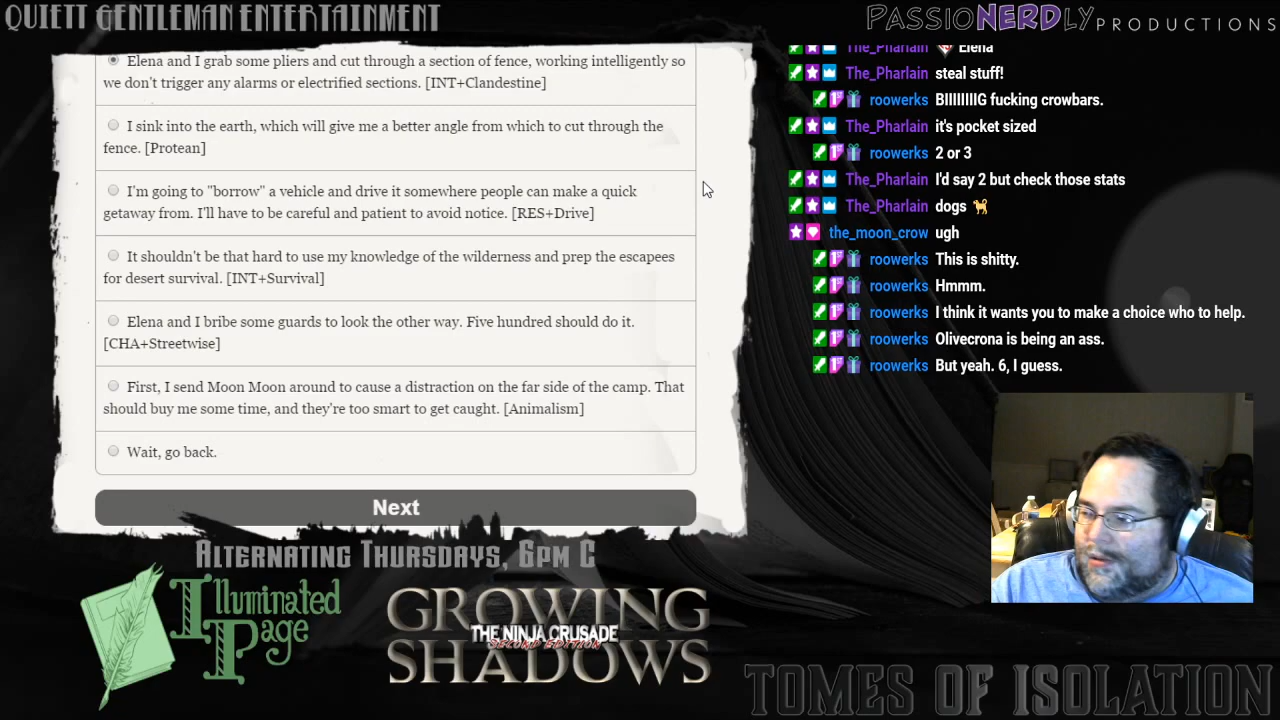 QUIETT GENTLEMAN ENTERTAINMENT
PASSIONERDLY PRODUCTIONS
Elena and I grab some pliers and cut through a section of fence, working intelligently so
we don't trigger any alarms or electrified sections. [INT+Clandestine]
I sink into the earth, which will give me a better angle from which to cut through the
fence. [Protean]
I'm going to "borrow" a vehicle and drive it somewhere people can make a quick
getaway from. I'll have to be careful and patient to avoid notice. [RES+Drive]
It shouldn't be that hard to use my knowledge of the wilderness and prep the escapees
for desert survival. [INT+Survival]
Elena and I bribe some guards to look the other way. Five hundred should do it.
[CHA+Streetwise]
First, I send Moon Moon around to cause a distraction on the far side of the camp. That
should buy me some time, and they're too smart to get caught. [Animalism]
Wait, go back.
Next
The_Pharlain Elena
The_Pharlain steal stuff!
roowerks BIIIIIIIIG fucking crowbars.
The_Pharlain it's pocket sized
roowerks 2 or 3
The_Pharlain I'd say 2 but check those stats
The_Pharlain dogs 🐕
the_moon_crow ugh
roowerks This is shitty.
roowerks Hmmm.
roowerks I think it wants you to make a choice who to help.
roowerks Olivecrona is being an ass.
roowerks But yeah. 6, I guess.
ALTERNATING THURSDAYS, 6PM C
Illuminated
Page
GROWING
THE NINJA CRUSADE
SECOND EDITION
SHADOWS
TOMES OF ISOLATION